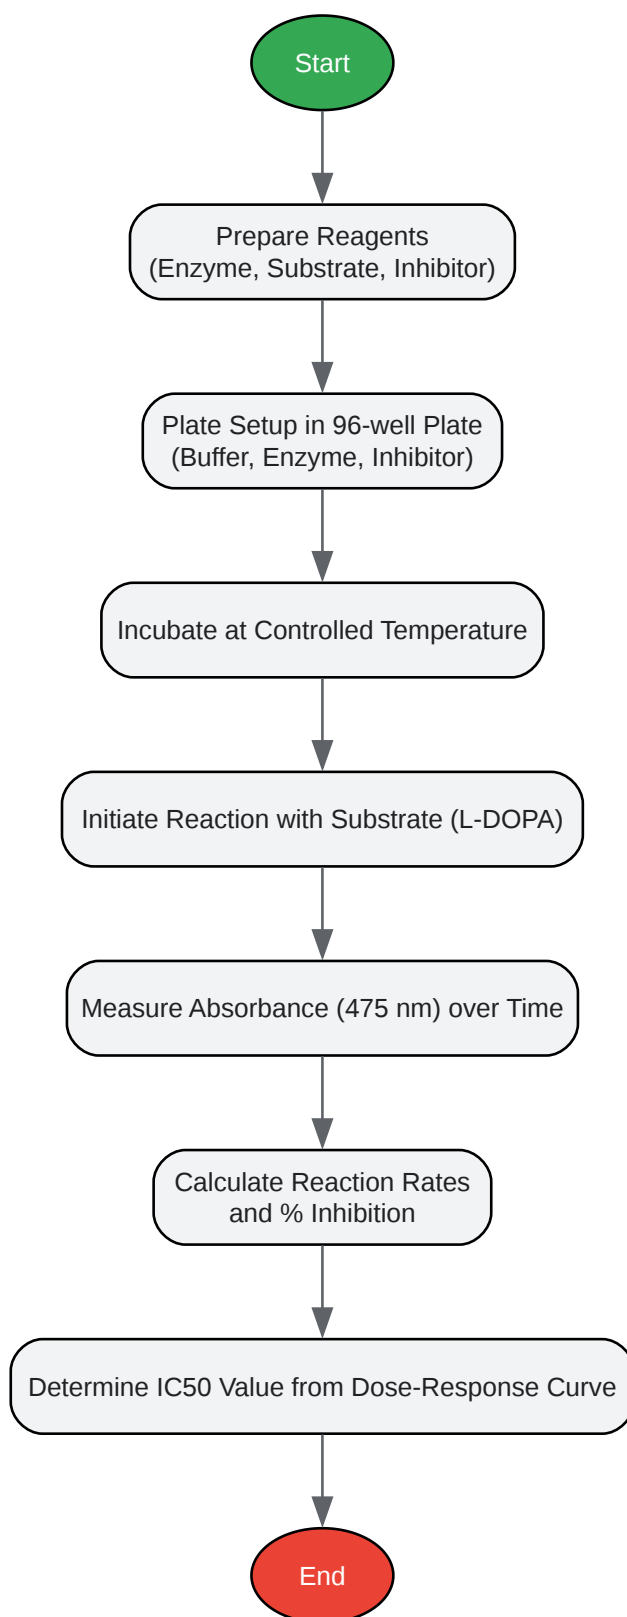 Start
Prepare Reagents
(Enzyme, Substrate, Inhibitor)
Plate Setup in 96-well Plate
(Buffer, Enzyme, Inhibitor)
Incubate at Controlled Temperature
Initiate Reaction with Substrate (L-DOPA)
Measure Absorbance (475 nm) over Time
Calculate Reaction Rates
and % Inhibition
Determine IC50 Value from Dose-Response Curve
End